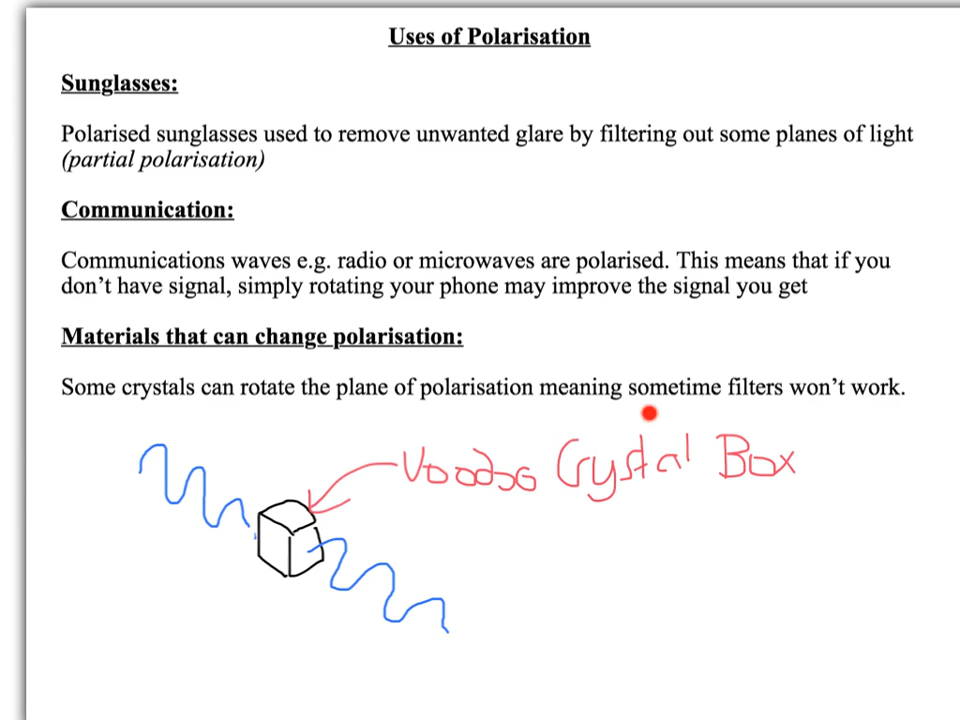 Uses of Polarisation
Sunglasses:
Polarised sunglasses used to remove unwanted glare by filtering out some planes of light
(partial polarisation)
Communication:
Communications waves e.g. radio or microwaves are polarised. This means that if you
don’t have signal, simply rotating your phone may improve the signal you get
Materials that can change polarisation:
Some crystals can rotate the plane of polarisation meaning sometime filters won’t work.
Voodoo Crystal Box